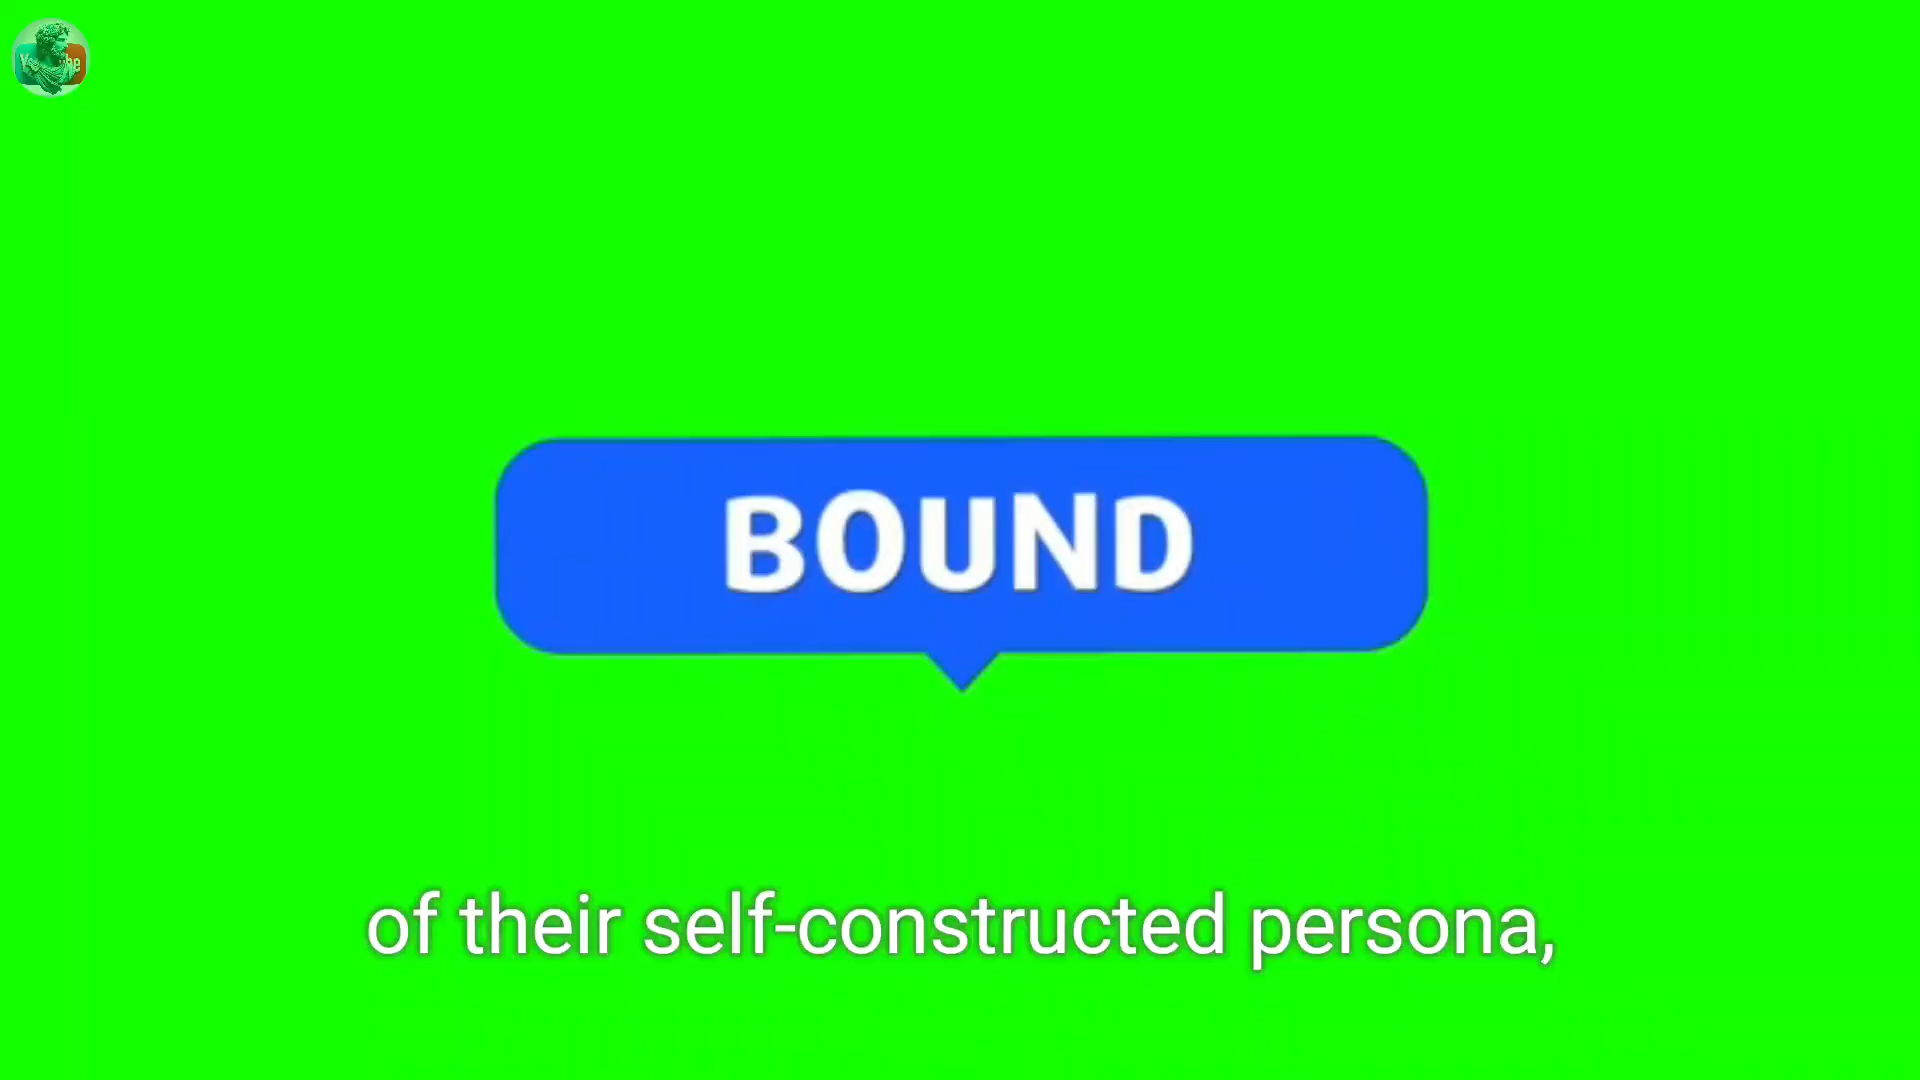 BOUND
of their self-constructed persona,